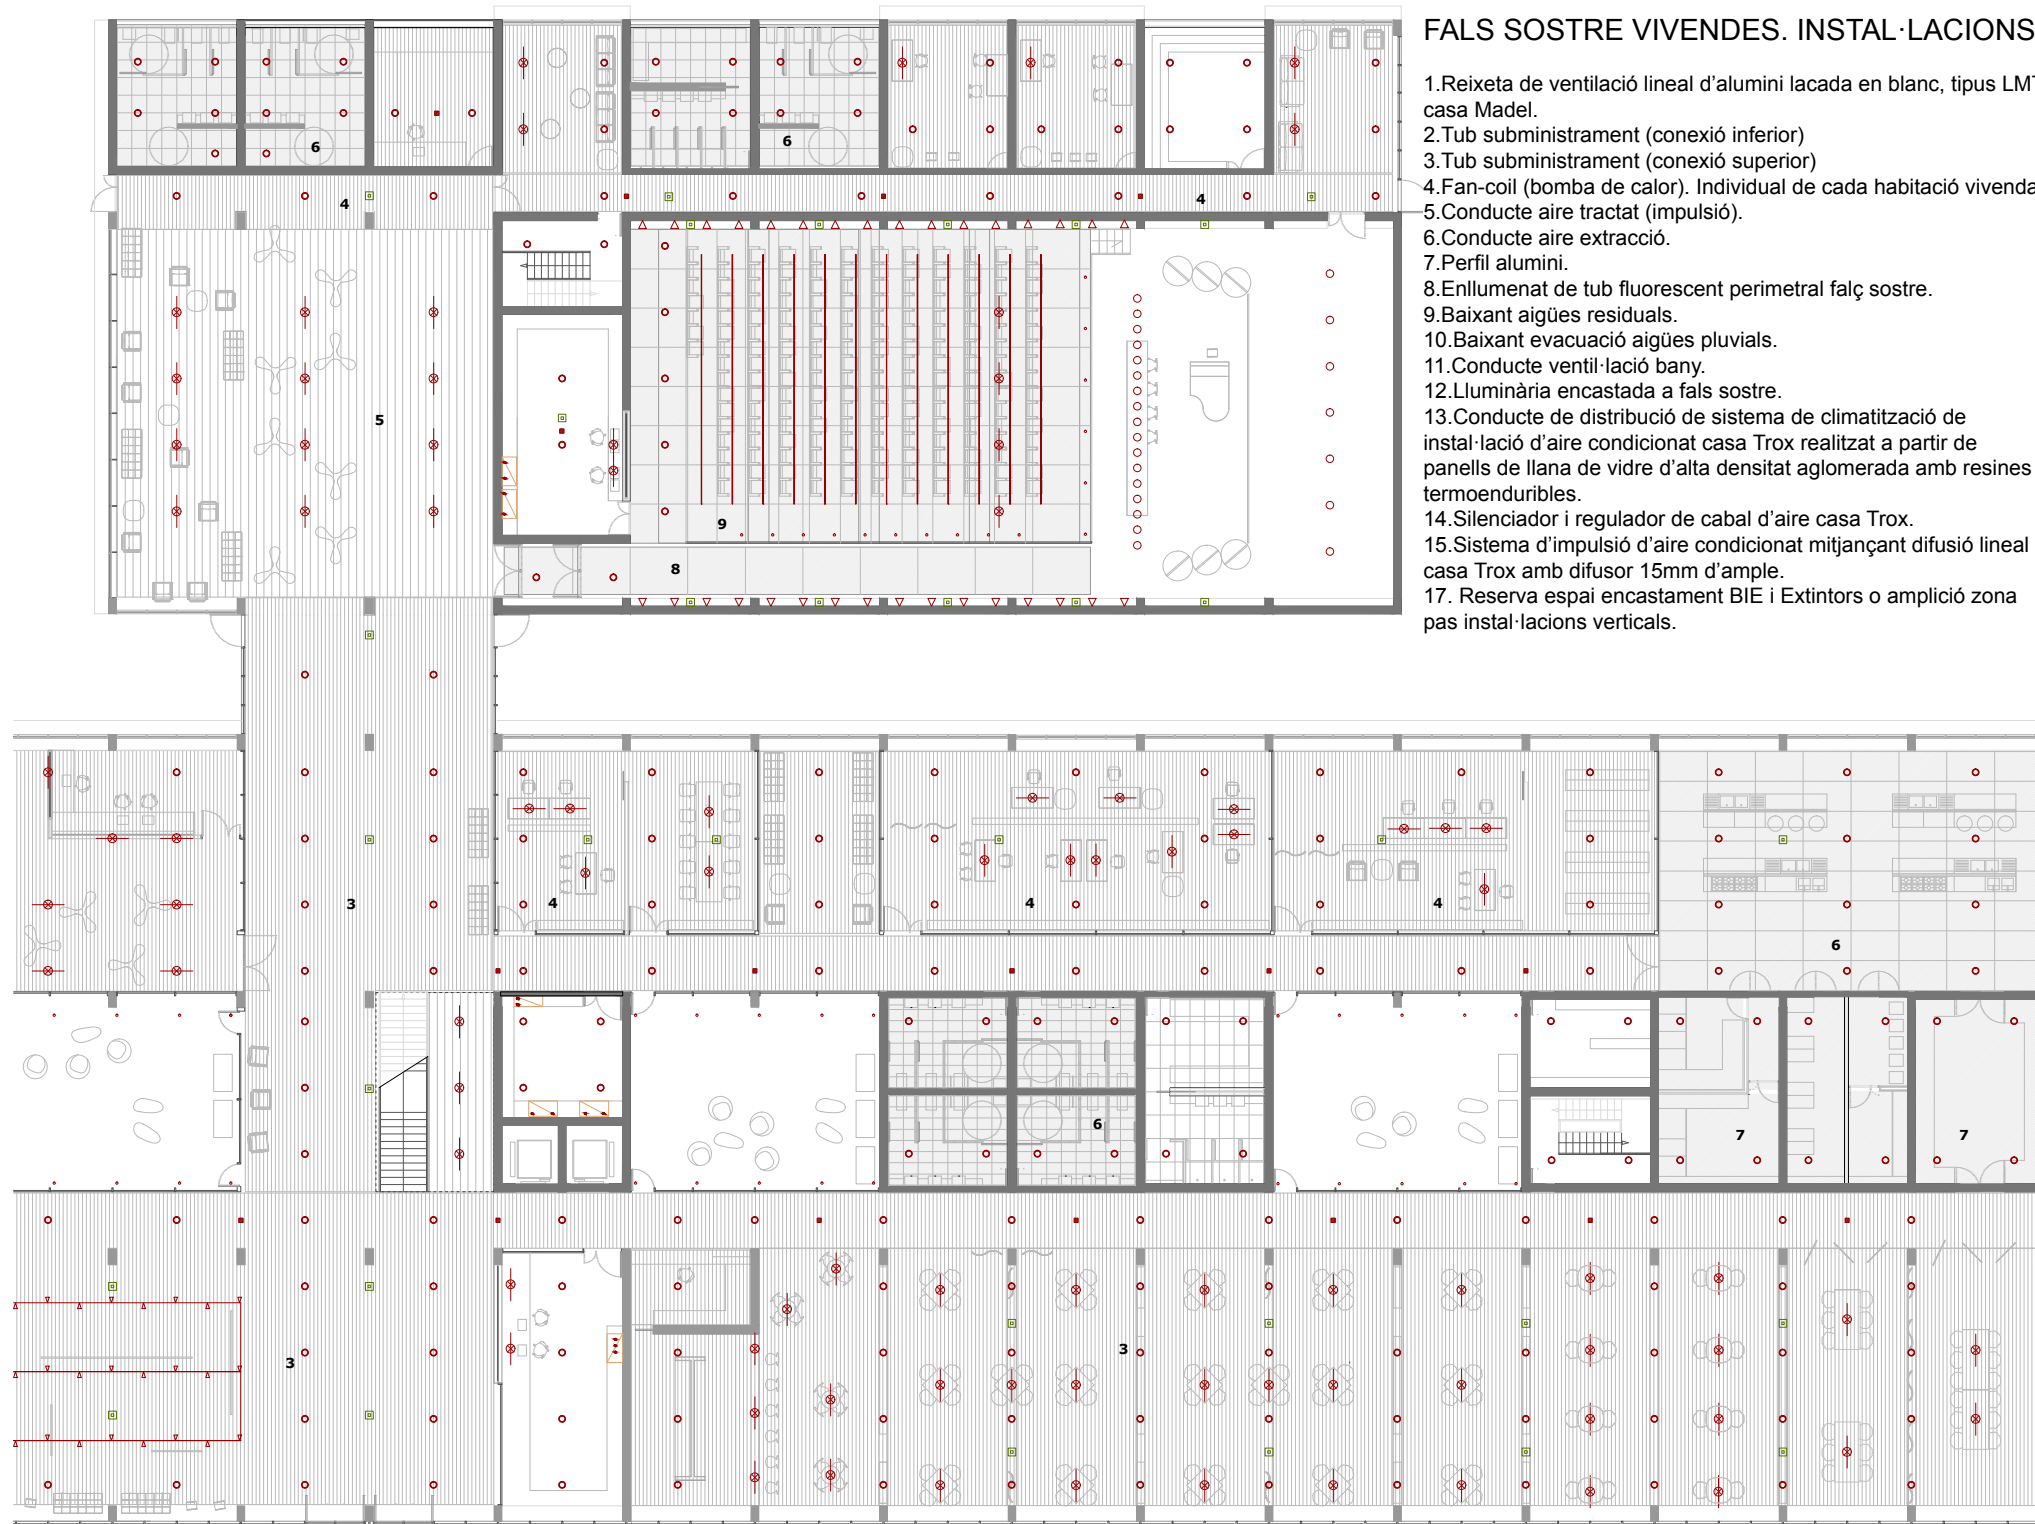 FALS SOSTRE VIVENDES. INSTAL·LACIONS
1.Reixeta de ventilació lineal d'alumini lacada en blanc, tipus LMT
casa Madel.
2.Tub subministrament (conexió inferior)
3.Tub subministrament (conexió superior)
4.Fan-coil (bomba de calor). Individual de cada habitació vivenda
5.Conducte aire tractat (impulsió).
6.Conducte aire extracció.
7.Perfil alumini.
8.Enllumenat de tub fluorescent perimetral falç sostre.
9.Baixant aigües residuals.
10.Baixant evacuació aigües pluvials.
11.Conducte ventil·lació bany.
12.Lluminària encastada a fals sostre.
13.Conducte de distribució de sistema de climatització de
instal·lació d'aire condicionat casa Trox realitzat a partir de
panells de llana de vidre d'alta densitat aglomerada amb resines
termoenduribles.
14.Silenciador i regulador de cabal d'aire casa Trox.
15.Sistema d'impulsió d'aire condicionat mitjançant difusió lineal
casa Trox amb difusor 15mm d'ample.
17. Reserva espai encastament BIE i Extintors o amplició zona
pas instal·lacions verticals.
6
6
4
4
5
9
8
3
4
4
4
6
6
7
7
3
3